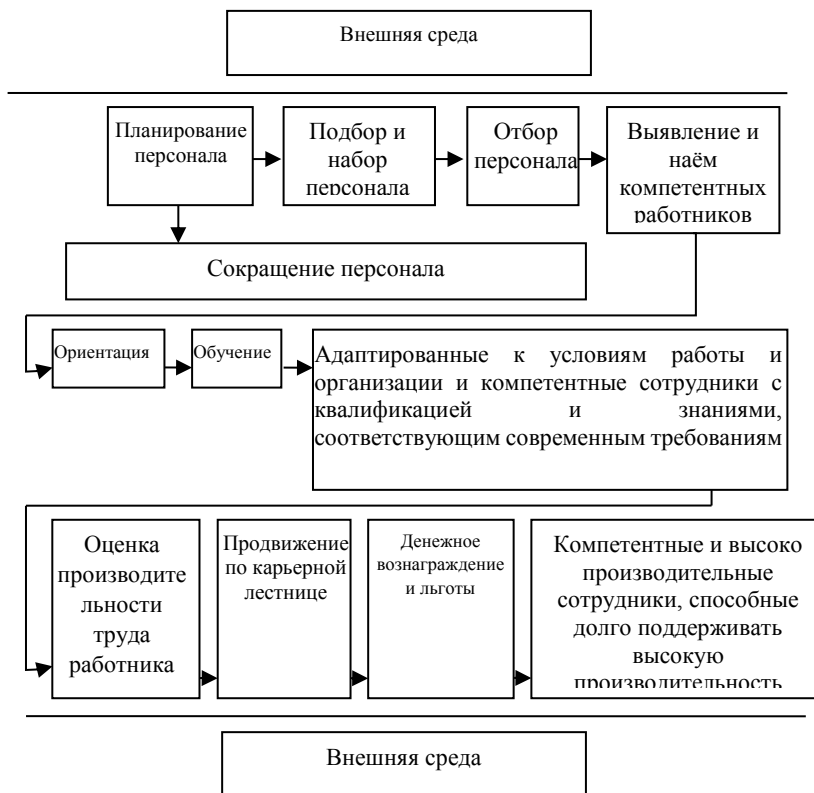 Внешняя среда
Планирование
персонала
Подбор и
набор
персонала
Отбор
персонала
Выявление и
наём
компетентных
работников
Сокращение персонала
Ориентация
Обучение
Адаптированные к условиям работы и
организации и компетентные сотрудники с
квалификацией и знаниями,
соответствующим современным требованиям
Оценка
производите
льности
труда
работника
Продвижение
по карьерной
лестнице
Денежное
вознаграждение
и льготы
Компетентные и высоко
производительные
сотрудники, способные
долго поддерживать
высокую
производительность
Внешняя среда